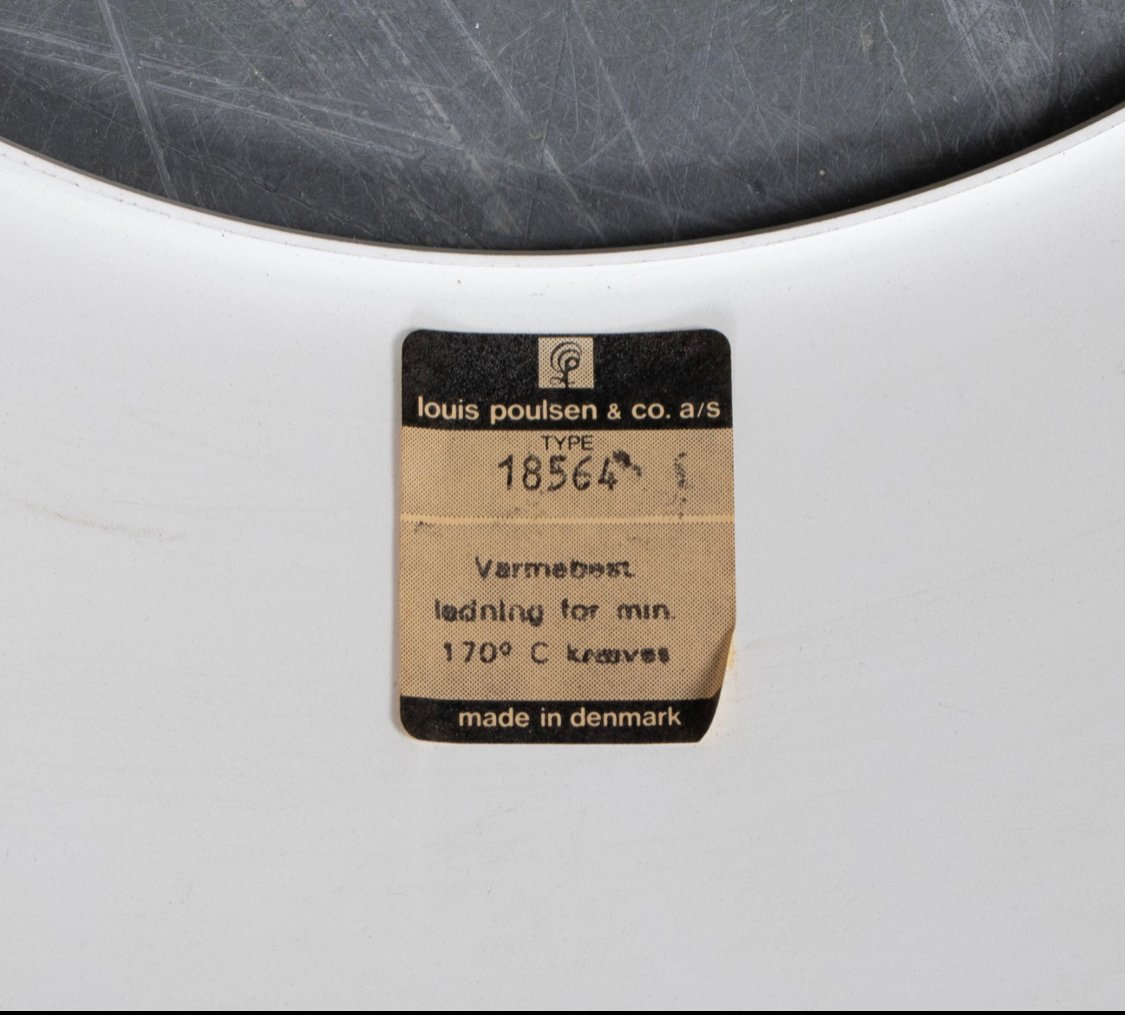 louis poulsen & co. a/s
TYPE
18564
Varmebest.
ledning for min.
170° C kræves
made in denmark